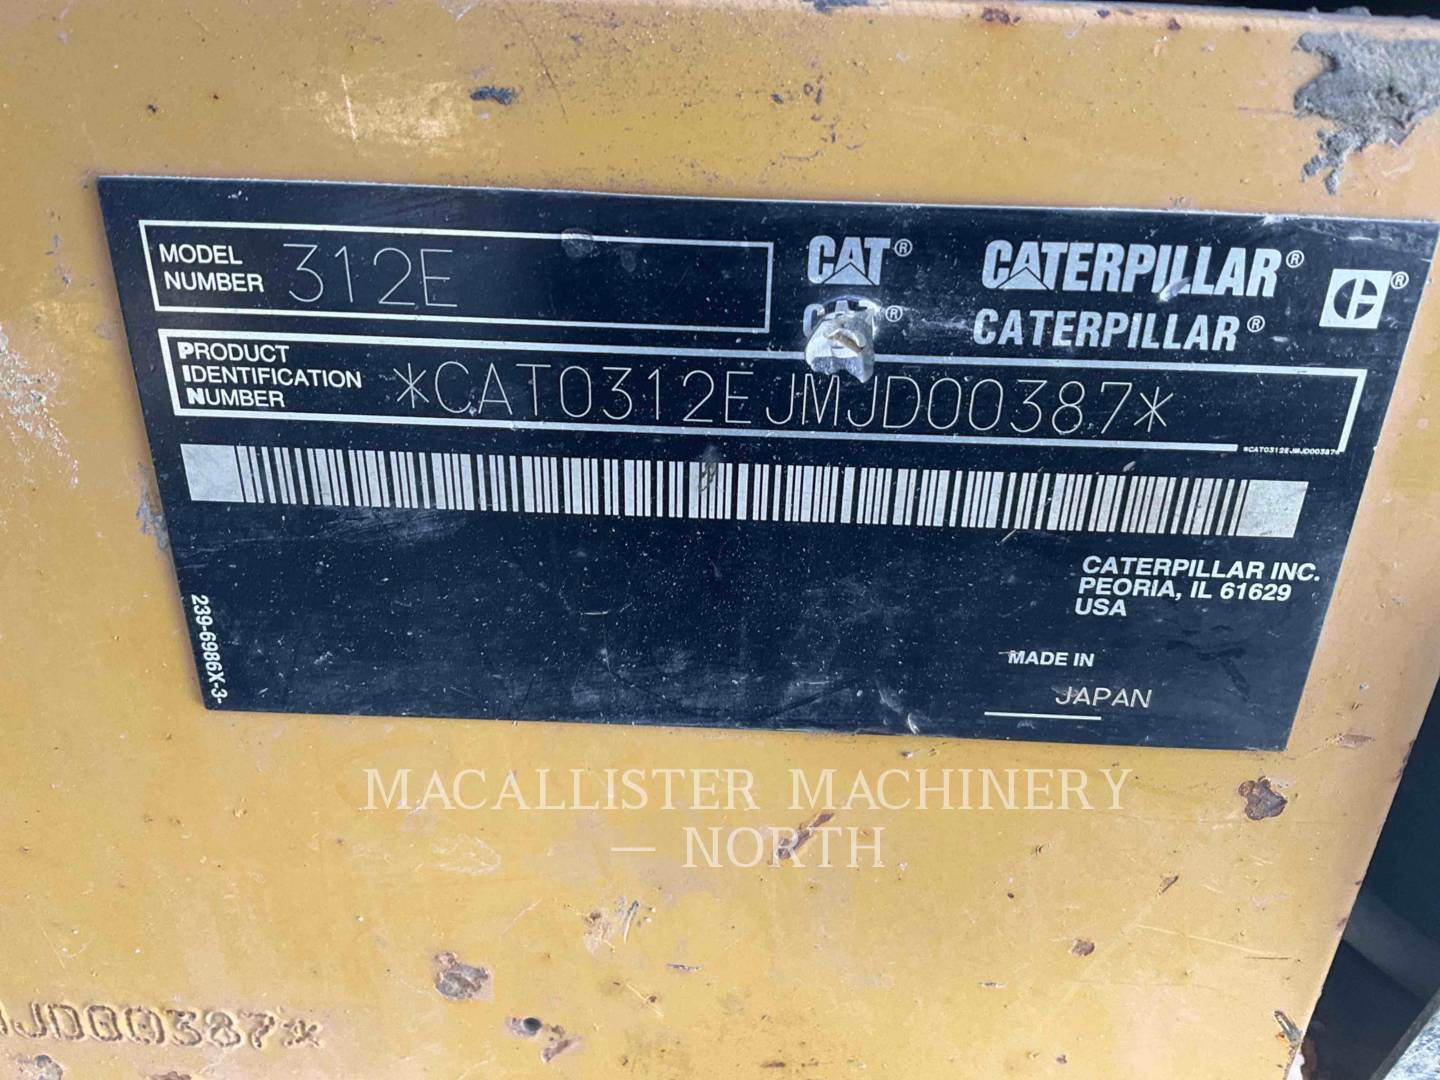 MODEL
NUMBER 312E
CAT® CATERPILLAR®
CAT® CATERPILLAR®
PRODUCT
IDENTIFICATION
NUMBER *CAT0312EJMJD00387*
*CAT0312EJMJD00387*
CATERPILLAR INC.
PEORIA, IL 61629
USA
239-6986X-3-
MADE IN
JAPAN
MACALLISTER MACHINERY
— NORTH
JD00387*